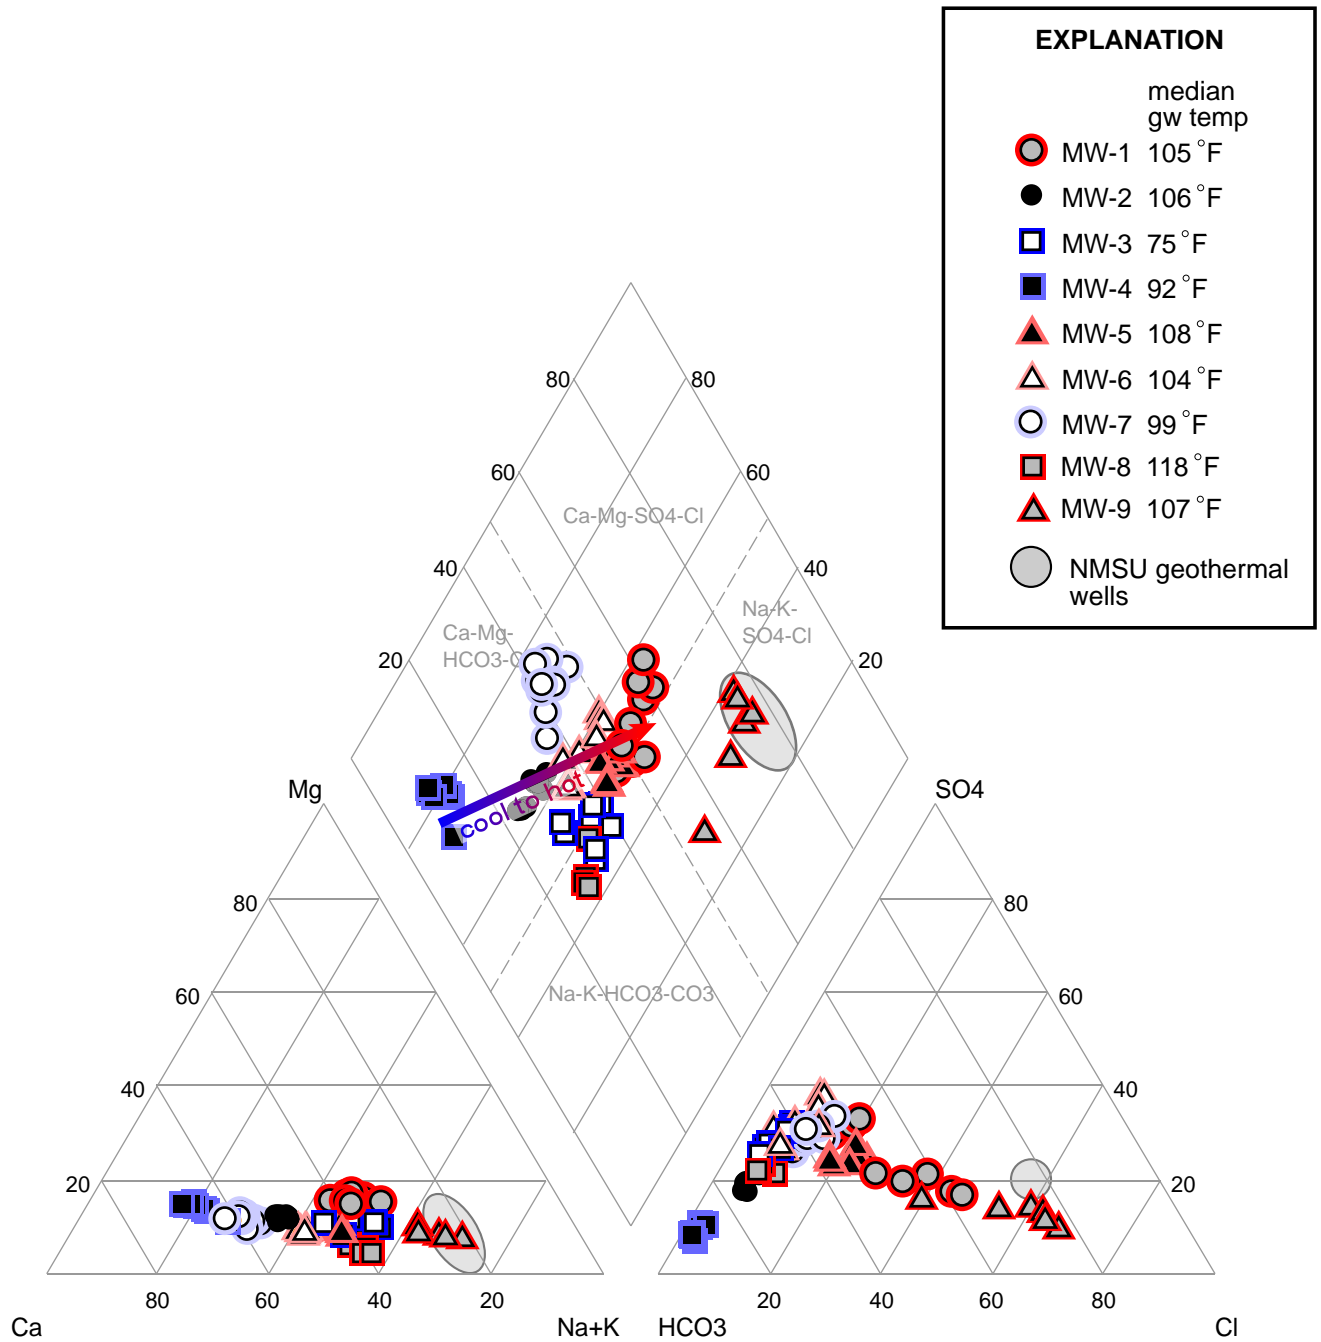 EXPLANATION
median
gw temp
MW-1 105 °F
MW-2 106 °F
MW-3 75 °F
MW-4 92 °F
MW-5 108 °F
MW-6 104 °F
MW-7 99 °F
MW-8 118 °F
MW-9 107 °F
NMSU geothermal
wells
80 80
60 60
Ca-Mg-SO4-Cl
40 40
Na-K-
SO4-Cl
Ca-Mg-
HCO3-C
20 20
cool to hot
Mg SO4
80 80
60 60
Na-K-HCO3-CO3
40 40
20 20
80 60 40 20 20 40 60 80
Ca Na+K HCO3 Cl